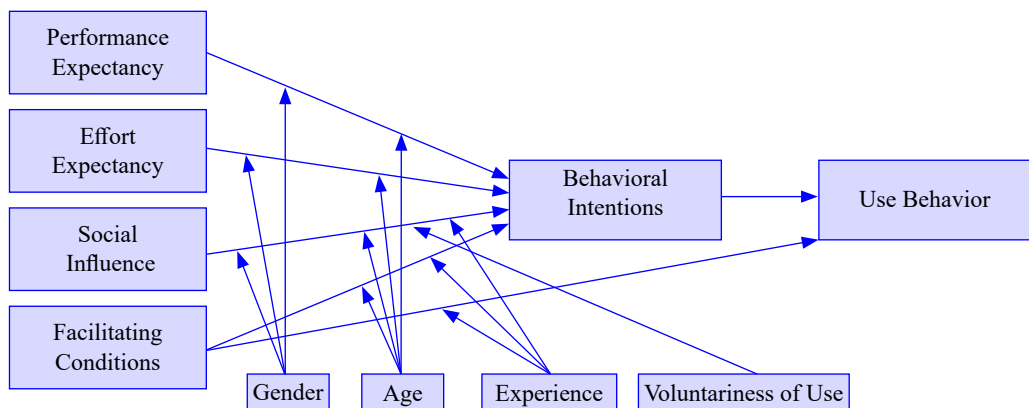 Performance
Expectancy
Effort
Expectancy
Social
Influence
Facilitating
Conditions
Behavioral
Intentions
Use Behavior
Gender
Age
Experience
Voluntariness of Use